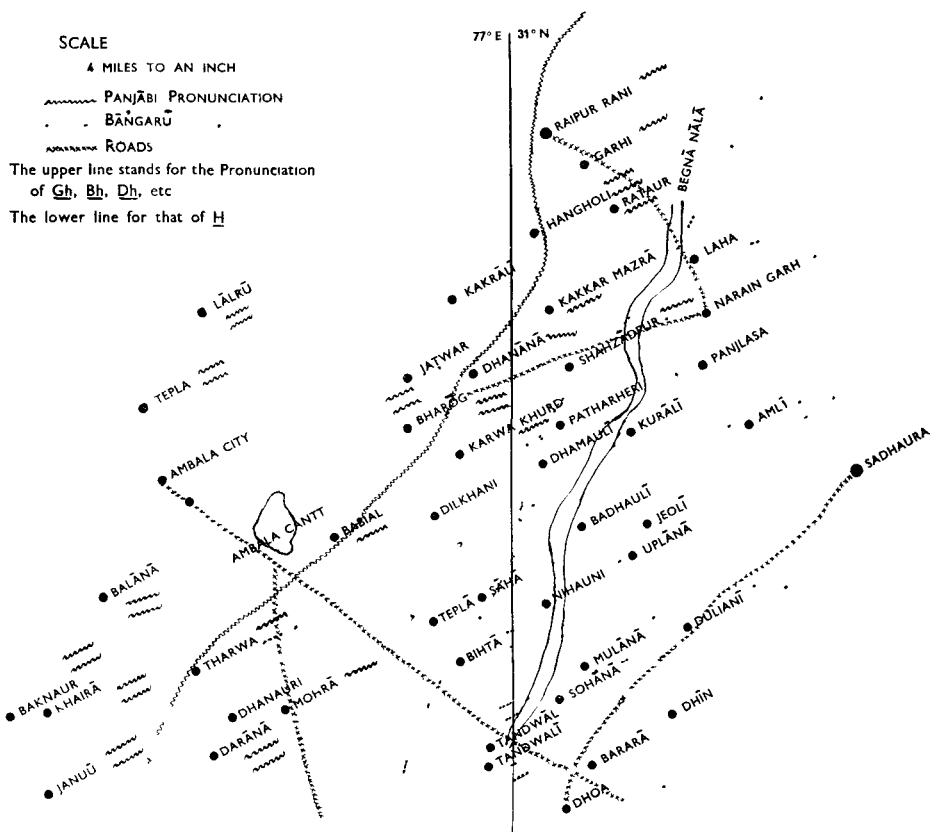 SCALE
4 MILES TO AN INCH
PANJĀBI PRONUNCIATION
BĀṄGARŪ
ROADS
The upper line stands for the Pronunciation
of Gh, Bh, Dh, etc
The lower line for that of H
77° E 31° N
RAIPUR RANI
GARHI
BEGNĀ NĀLĀ
HANGHOLI
RATAUR
LAHA
KAKRĀLĪ
KAKKAR MAZRĀ
NARAIN GARH
LĀLRŪ
JAṬWAR
DHANĀNĀ
SHAHZĀDPUR
PANJLASA
TEPLA
BHAROG
KARWA KHURD
PATHARHERI
DHAMAULĪ
KURĀLĪ
AMLĪ
SADHAURA
AMBALA CITY
DILKHANI
BADHAULĪ
JEOLĪ
AMBALA CANTT
BABIAL
UPLĀNĀ
BALĀNĀ
TEPLĀ
SĀHĀ
NIHAUNI
DULIANĪ
THARWA
BIHTĀ
MULĀNĀ
SOHĀNĀ
BAKNAUR
KHAIRĀ
DHANAURI
MOHRĀ
DHĪN
DARĀNĀ
TANDWĀL
TANDWALĪ
BARARĀ
JANUŪ
DHOA